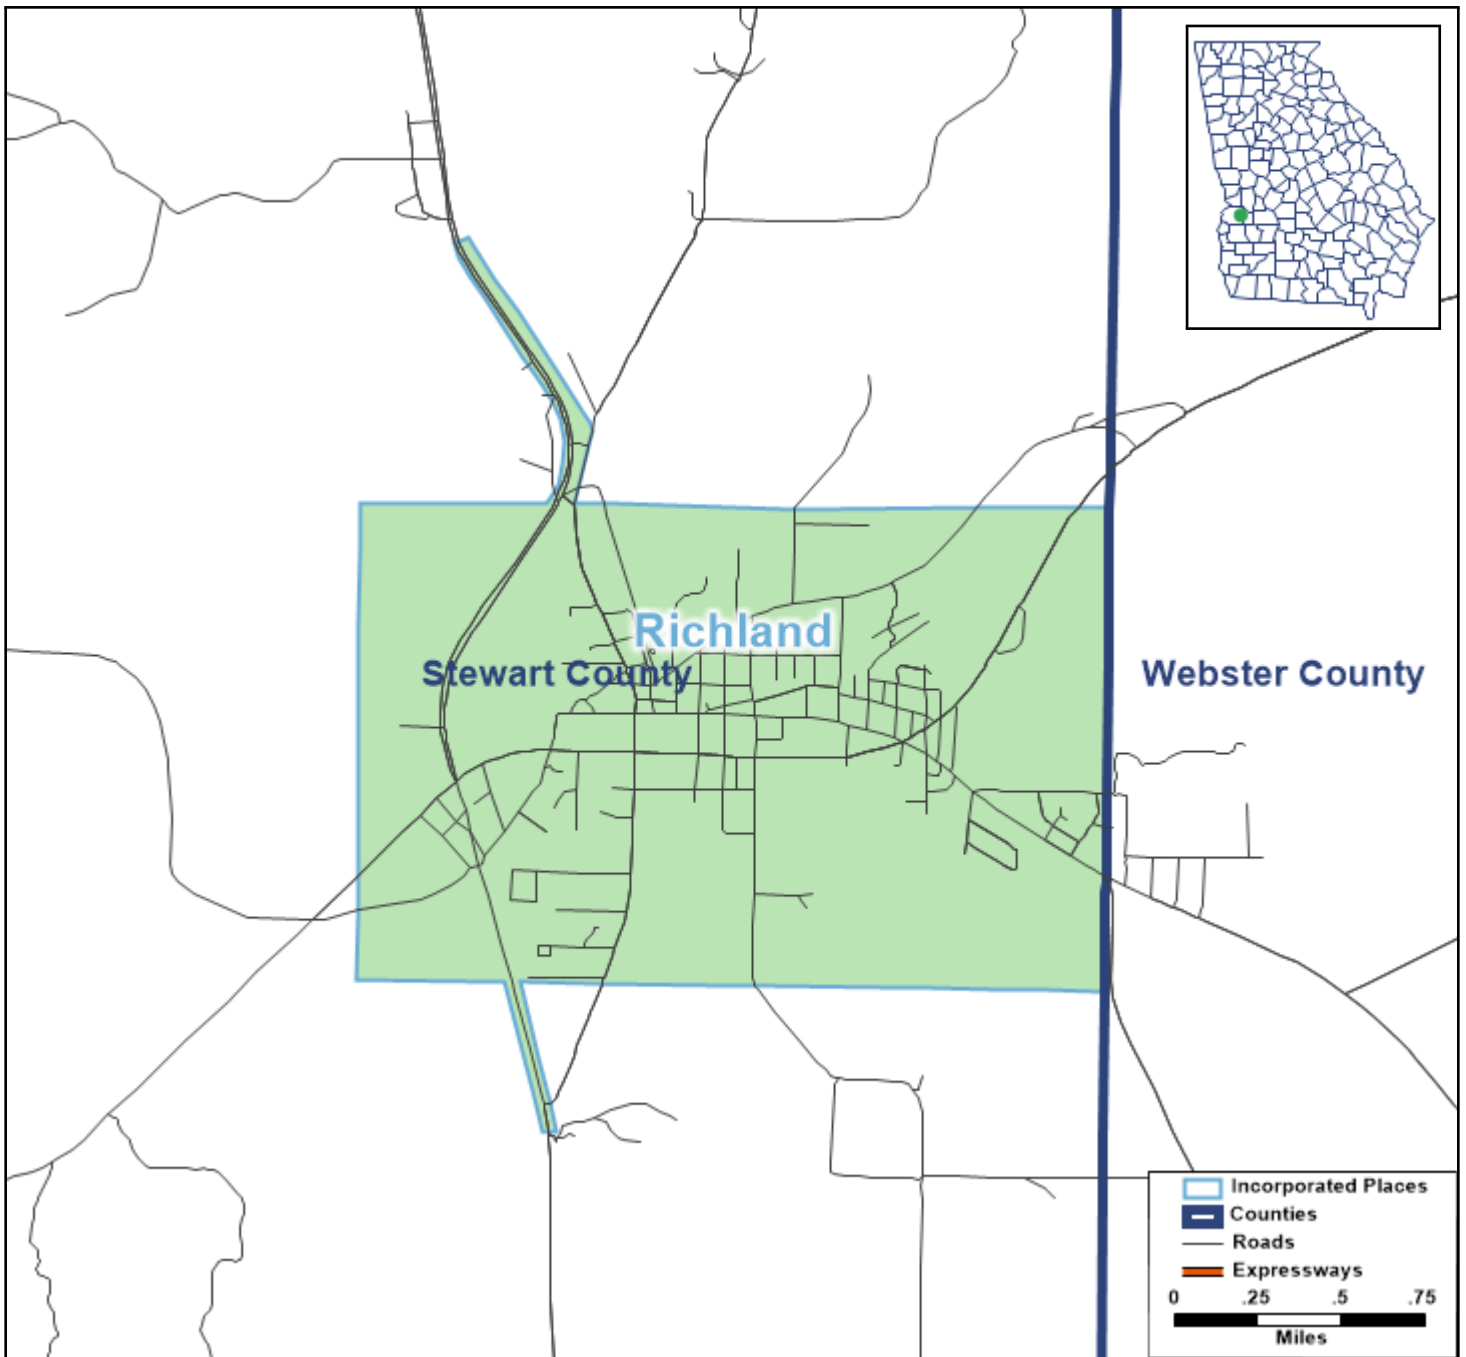 Richland
Stewart County
Webster County
Incorporated Places
Counties
Roads
Expressways
0 .25 .5 .75
Miles